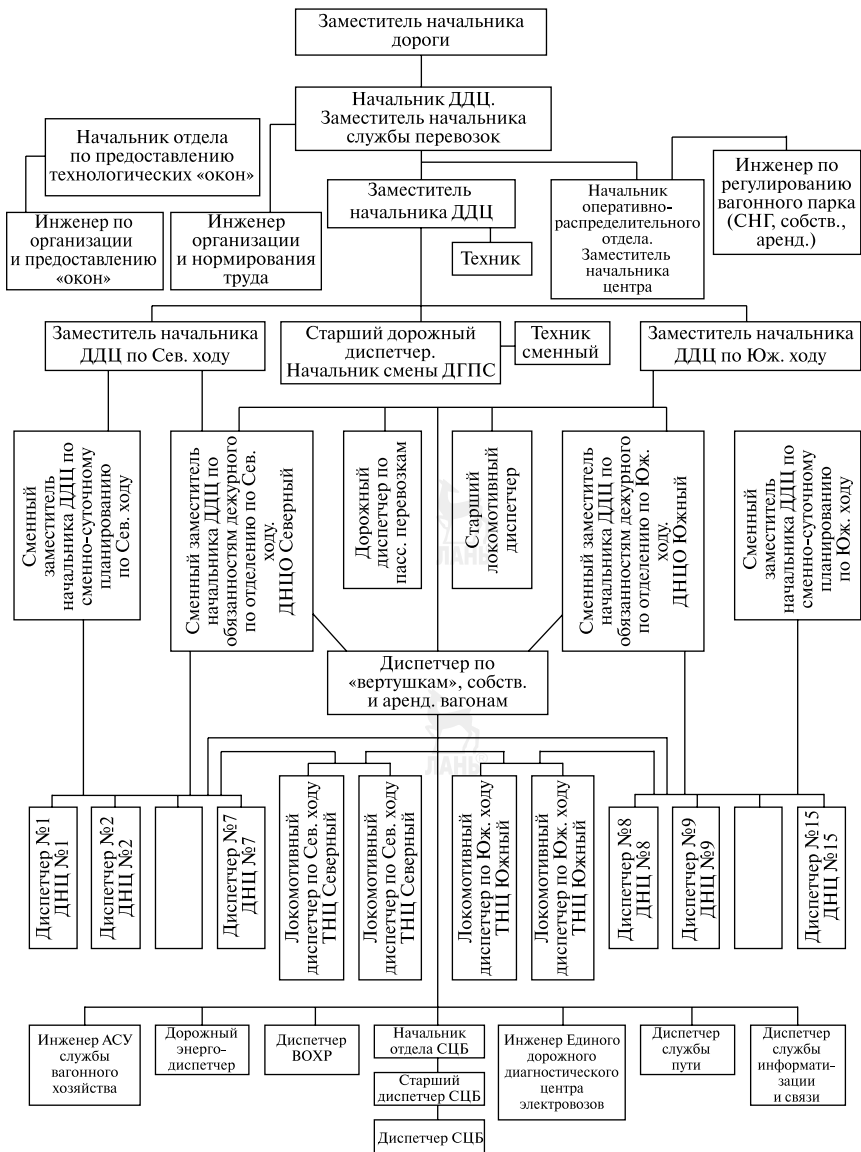 Заместитель начальника
дороги
Начальник ДДЦ.
Заместитель начальника
службы перевозок
Начальник отдела
по предоставлению
технологических «окон»
Заместитель
начальника ДДЦ
Начальник
оперативно-
распределительного
отдела.
Заместитель
начальника
центра
Инженер по
регулированию
вагонного парка
(СНГ, собств.,
аренд.)
Инженер по
организации
и предоставлению
«окон»
Инженер
организации
и нормирования
труда
Техник
Заместитель начальника
ДДЦ по Сев. ходу
Старший дорожный
диспетчер.
Начальник смены ДГПС
Техник
сменный
Заместитель начальника
ДДЦ по Юж. ходу
Сменный
заместитель
начальника ДДЦ по
сменно-суточному
планированию
по Сев. ходу
Сменный заместитель
начальника ДДЦ по
обязанностям дежурного
по отделению по Сев.
ходу.
ДНЦО Северный
Дорожный
диспетчер по
пасс. перевозкам
Старший
локомотивный
диспетчер
Сменный заместитель
начальника ДДЦ по
обязанностям дежурного
по отделению по Юж.
ходу.
ДНЦО Южный
Сменный
заместитель
начальника ДДЦ по
сменно-суточному
планированию
по Юж. ходу
ЛАНЬ
Диспетчер по
«вертушкам», собств.
и аренд. вагонам
ЛАНЬ
Диспетчер №1
ДНЦ №1
Диспетчер №2
ДНЦ №2
Диспетчер №7
ДНЦ №7
Локомотивный
диспетчер по Сев. ходу
ТНЦ Северный
Локомотивный
диспетчер по Сев. ходу
ТНЦ Северный
Локомотивный
диспетчер по Юж. ходу
ТНЦ Южный
Локомотивный
диспетчер по Юж. ходу
ТНЦ Южный
Диспетчер №8
ДНЦ №8
Диспетчер №9
ДНЦ №9
Диспетчер №15
ДНЦ №15
Инженер АСУ
службы
вагонного
хозяйства
Дорожный
энерго-
диспетчер
Диспетчер
ВОХР
Начальник
отдела СЦБ
Старший
диспетчер СЦБ
Диспетчер СЦБ
Инженер Единого
дорожного
диагностического
центра
электровозов
Диспетчер
службы
пути
Диспетчер
службы
информати-
зации
и связи